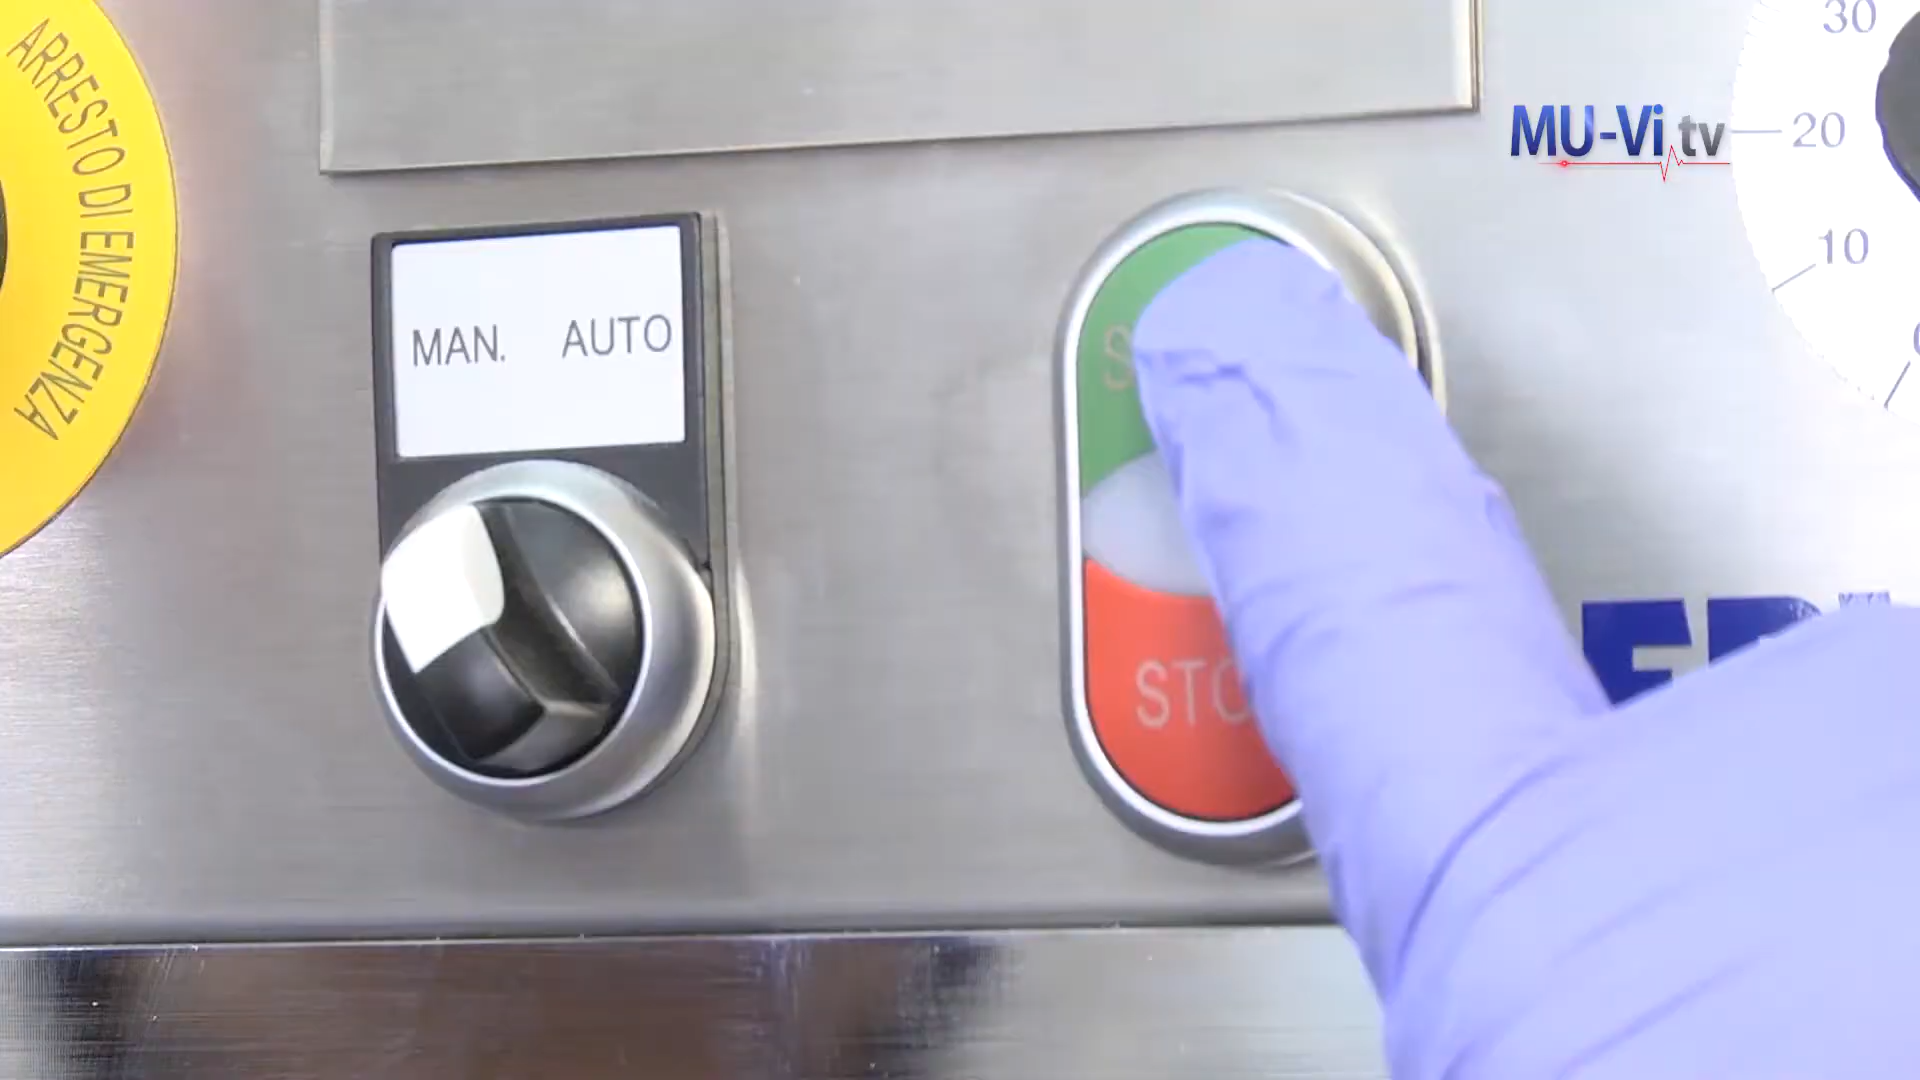 ARRESTO DI EMERGENZA
MAN. AUTO
MU-Vi tv
30
20
10